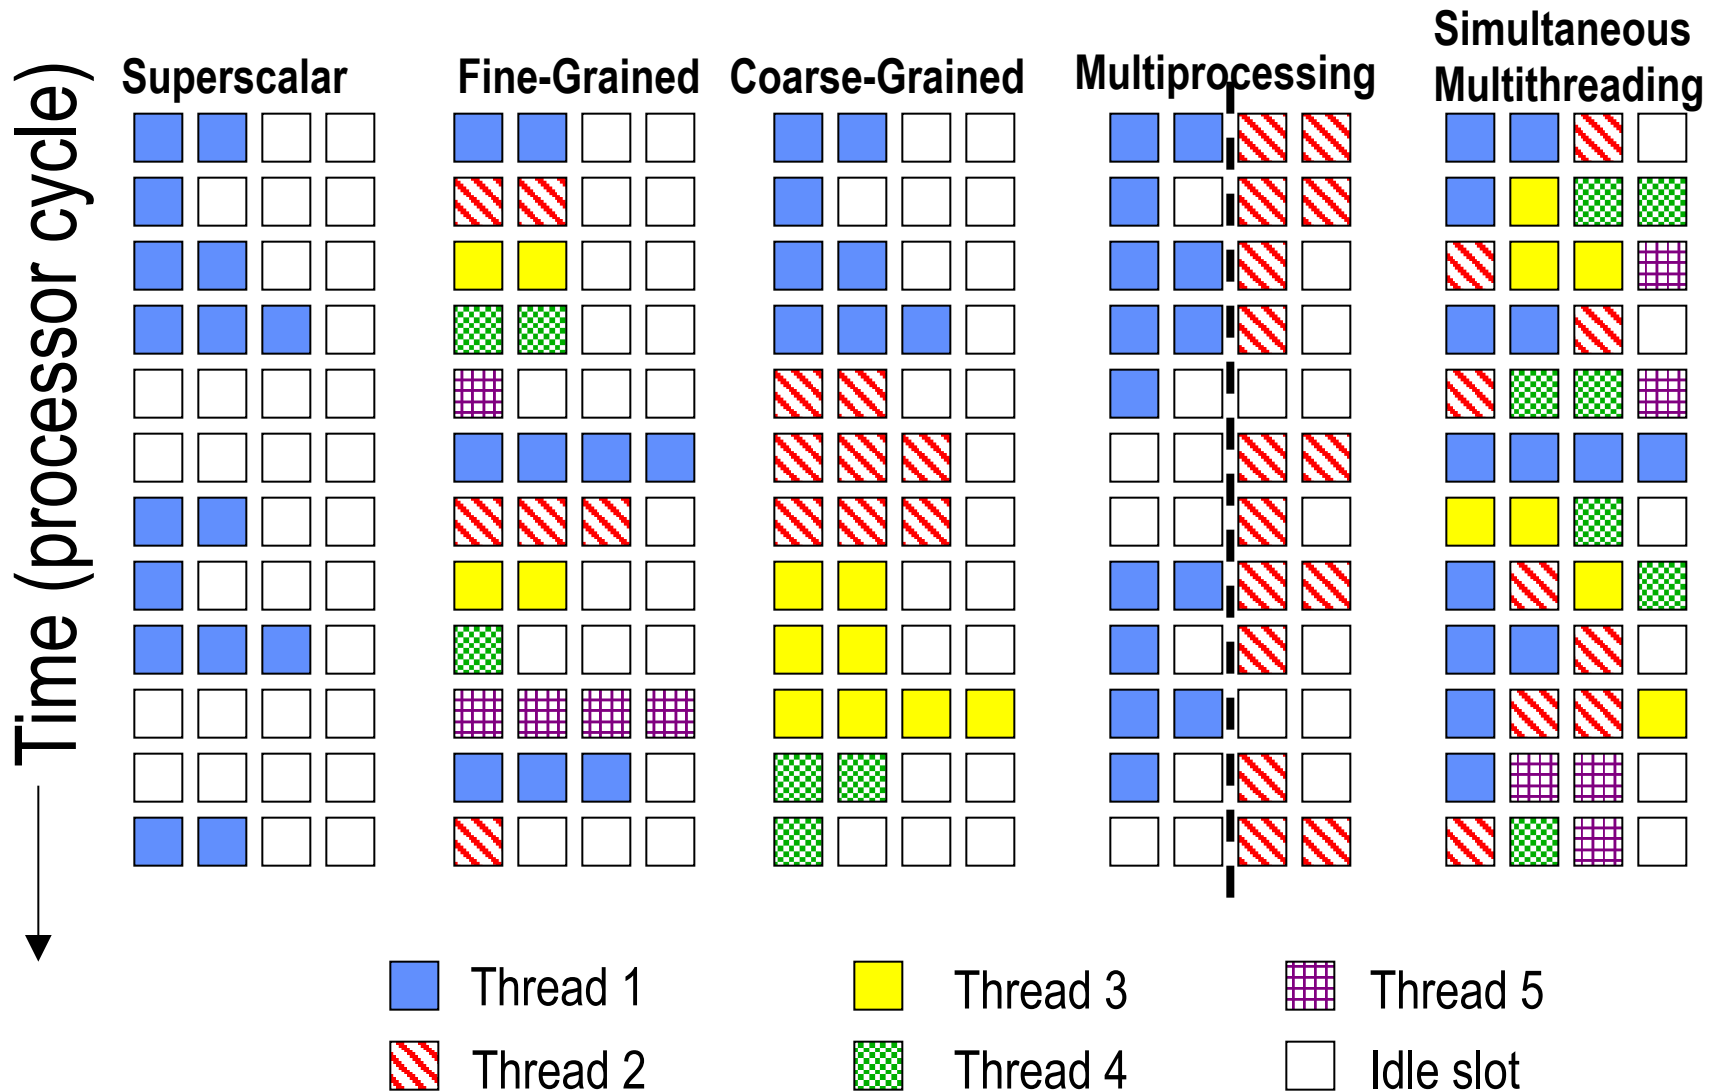 Time (processor cycle)
Superscalar
Fine-Grained
Coarse-Grained
Multiprocessing
Simultaneous
Multithreading
Thread 1
Thread 3
Thread 5
Thread 2
Thread 4
Idle slot